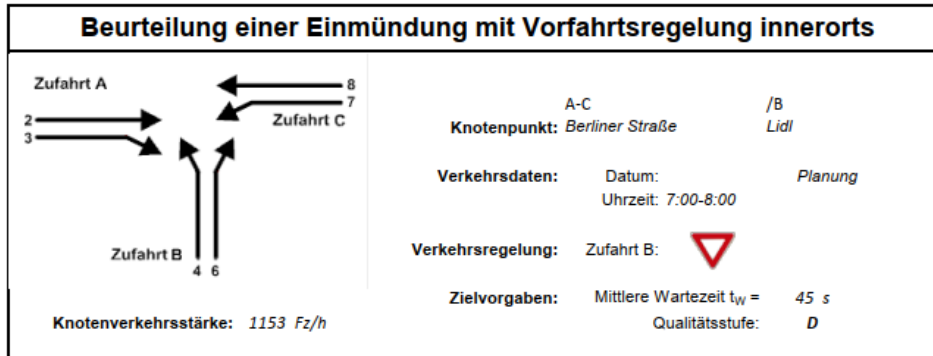 Beurteilung einer Einmündung mit Vorfahrtsregelung innerorts
Zufahrt A
8
7
Zufahrt C
2
3
Zufahrt B
4 6
Knotenverkehrsstärke: 1153 Fz/h
A-C /B
Knotenpunkt: Berliner Straße Lidl
Verkehrsdaten: Datum: Planung
Uhrzeit: 7:00-8:00
Verkehrsregelung: Zufahrt B:
Zielvorgaben: Mittlere Wartezeit tW = 45 s
Qualitätsstufe: D